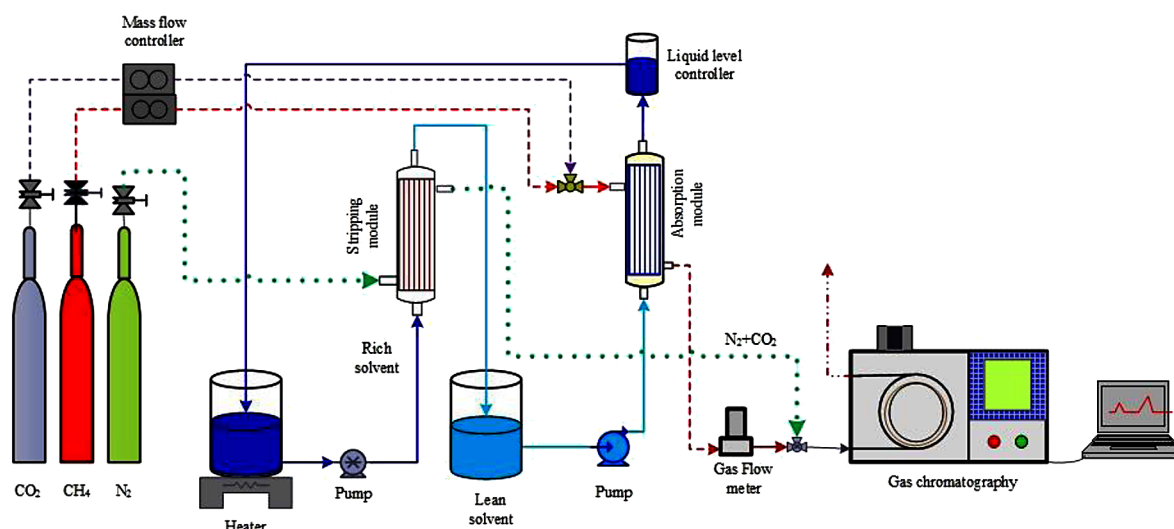 Mass flow
controller
Liquid level
controller
Stripping
module
Absorption
module
Rich
solvent
N₂+CO₂
CO₂
CH₄
N₂
Heater
Pump
Lean
solvent
Pump
Gas Flow
meter
Gas chromatography